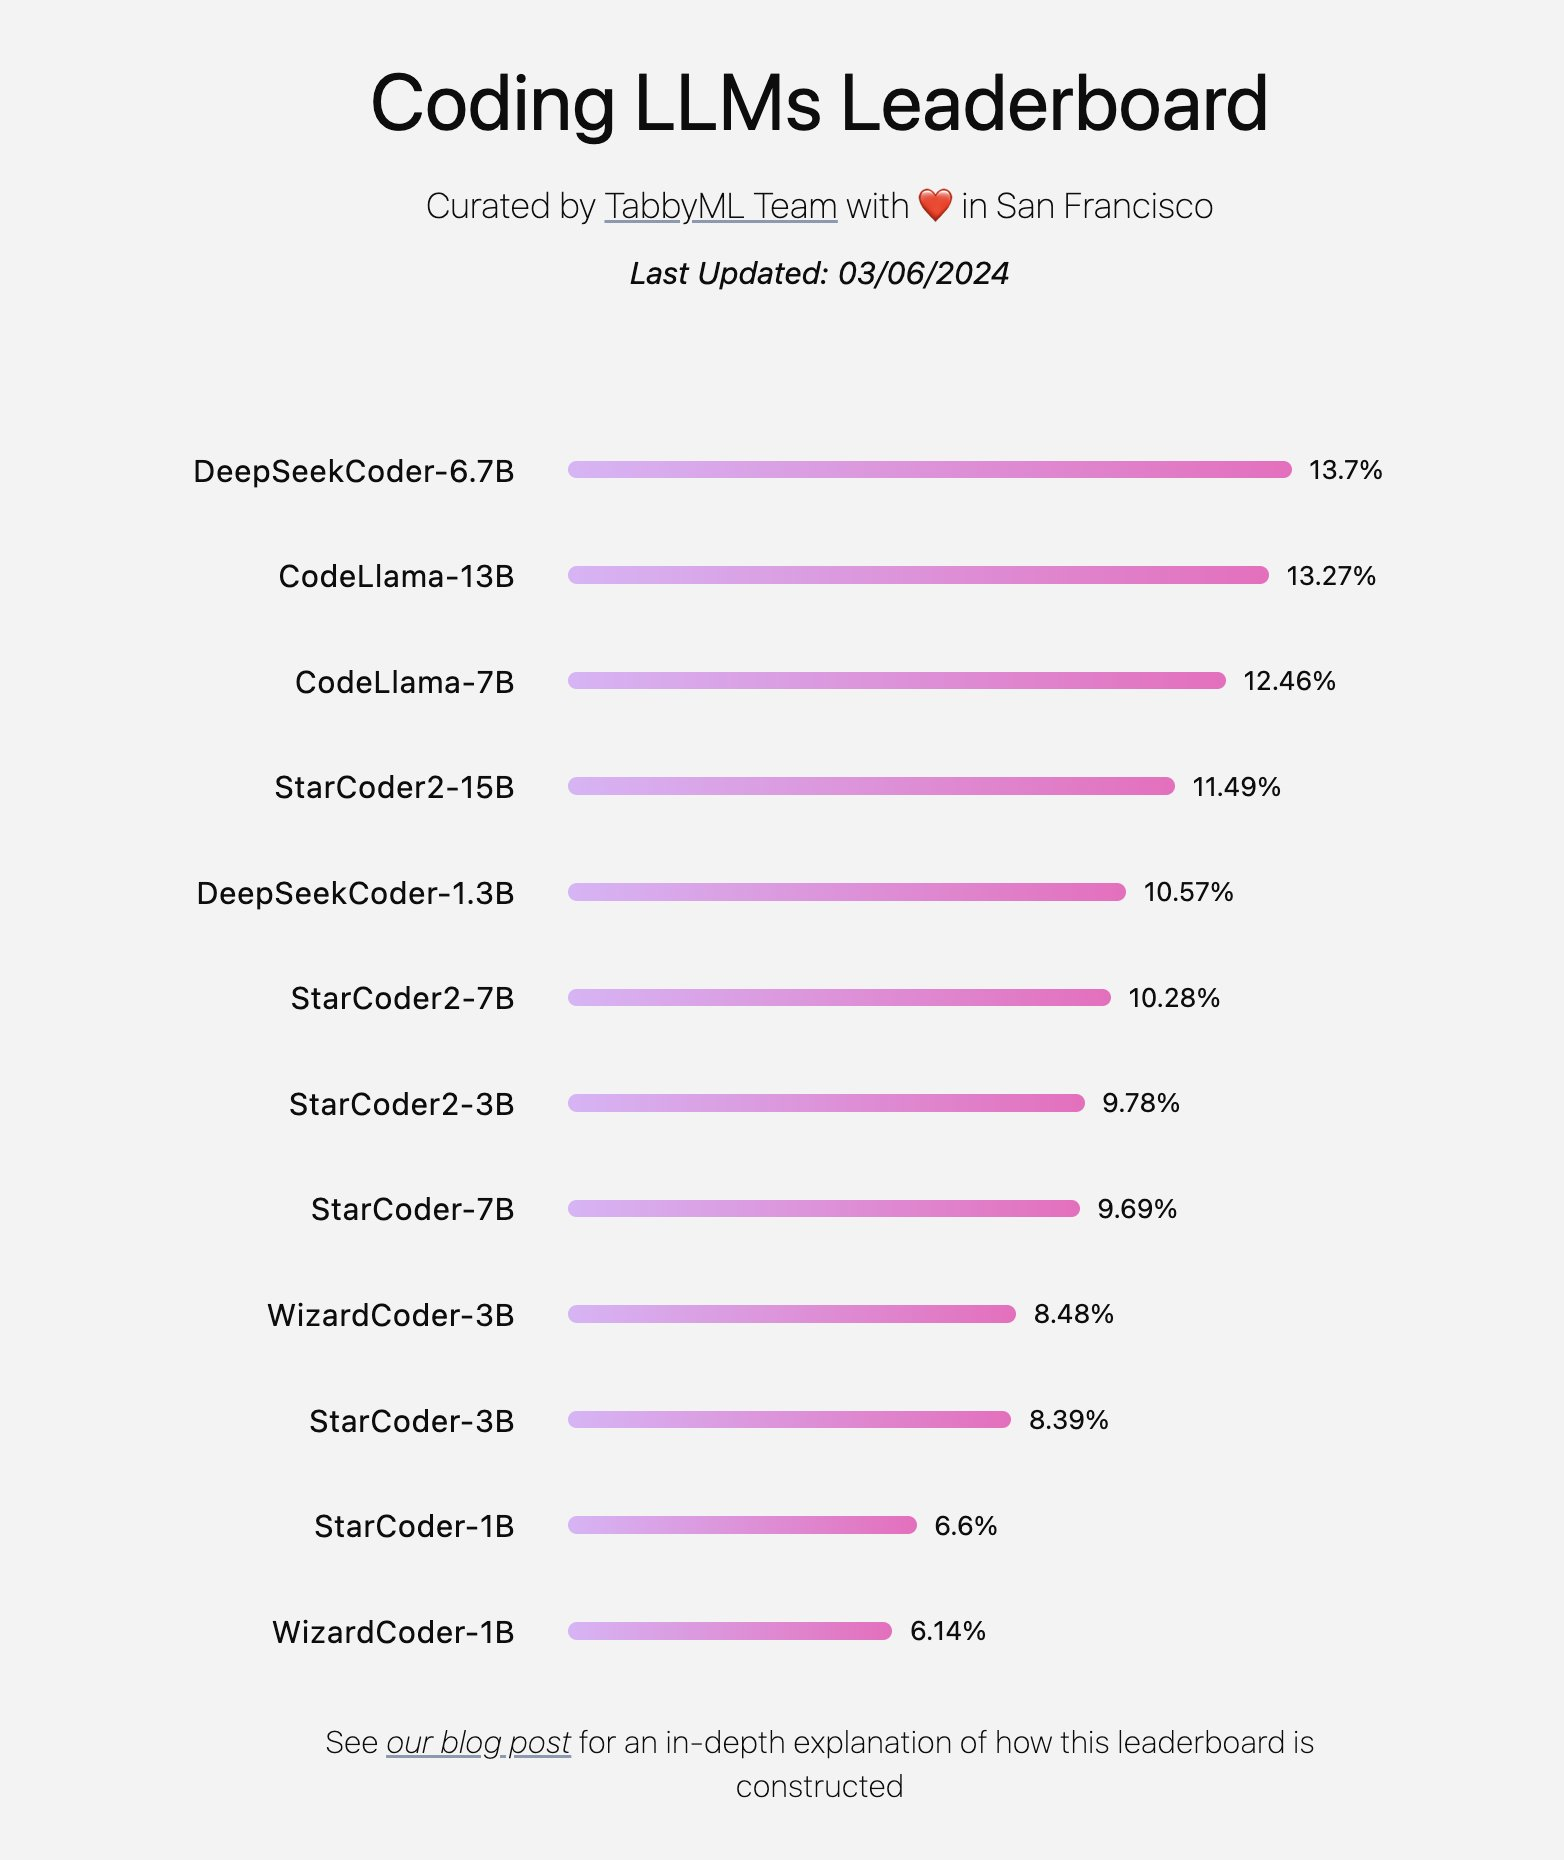 Coding LLMs Leaderboard
Curated by TabbyML Team with ❤️ in San Francisco
Last Updated: 03/06/2024
DeepSeekCoder-6.7B 13.7%
CodeLlama-13B 13.27%
CodeLlama-7B 12.46%
StarCoder2-15B 11.49%
DeepSeekCoder-1.3B 10.57%
StarCoder2-7B 10.28%
StarCoder2-3B 9.78%
StarCoder-7B 9.69%
WizardCoder-3B 8.48%
StarCoder-3B 8.39%
StarCoder-1B 6.6%
WizardCoder-1B 6.14%
See our blog post for an in-depth explanation of how this leaderboard is
constructed